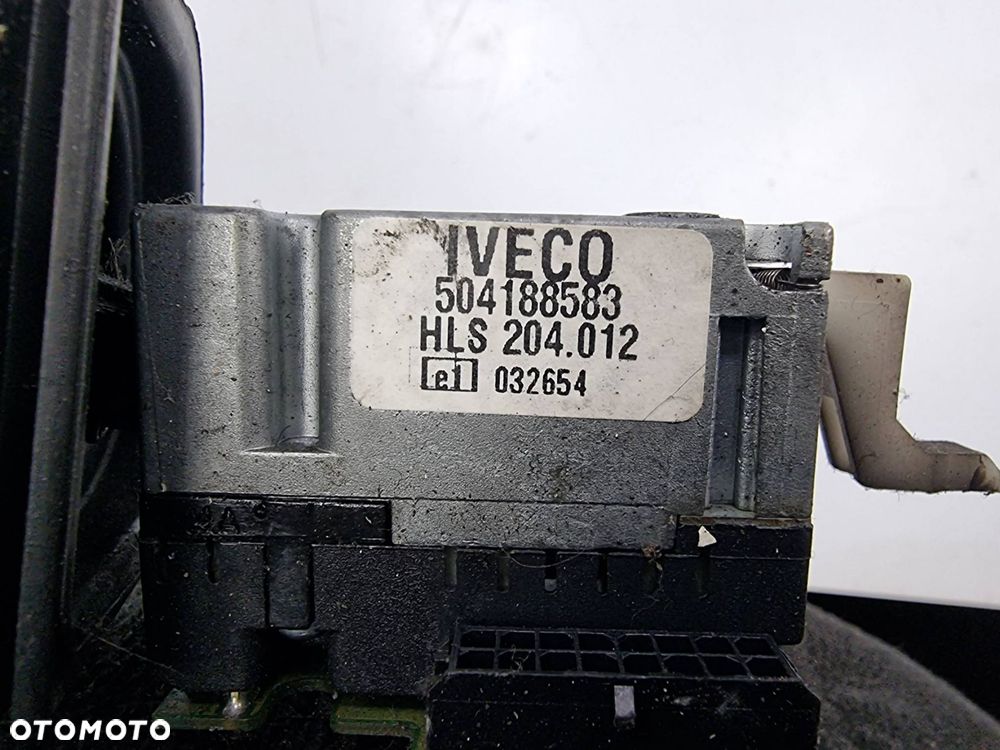 IVECO
504188583
HLS 204.012
e1 032654
OTOMOTO